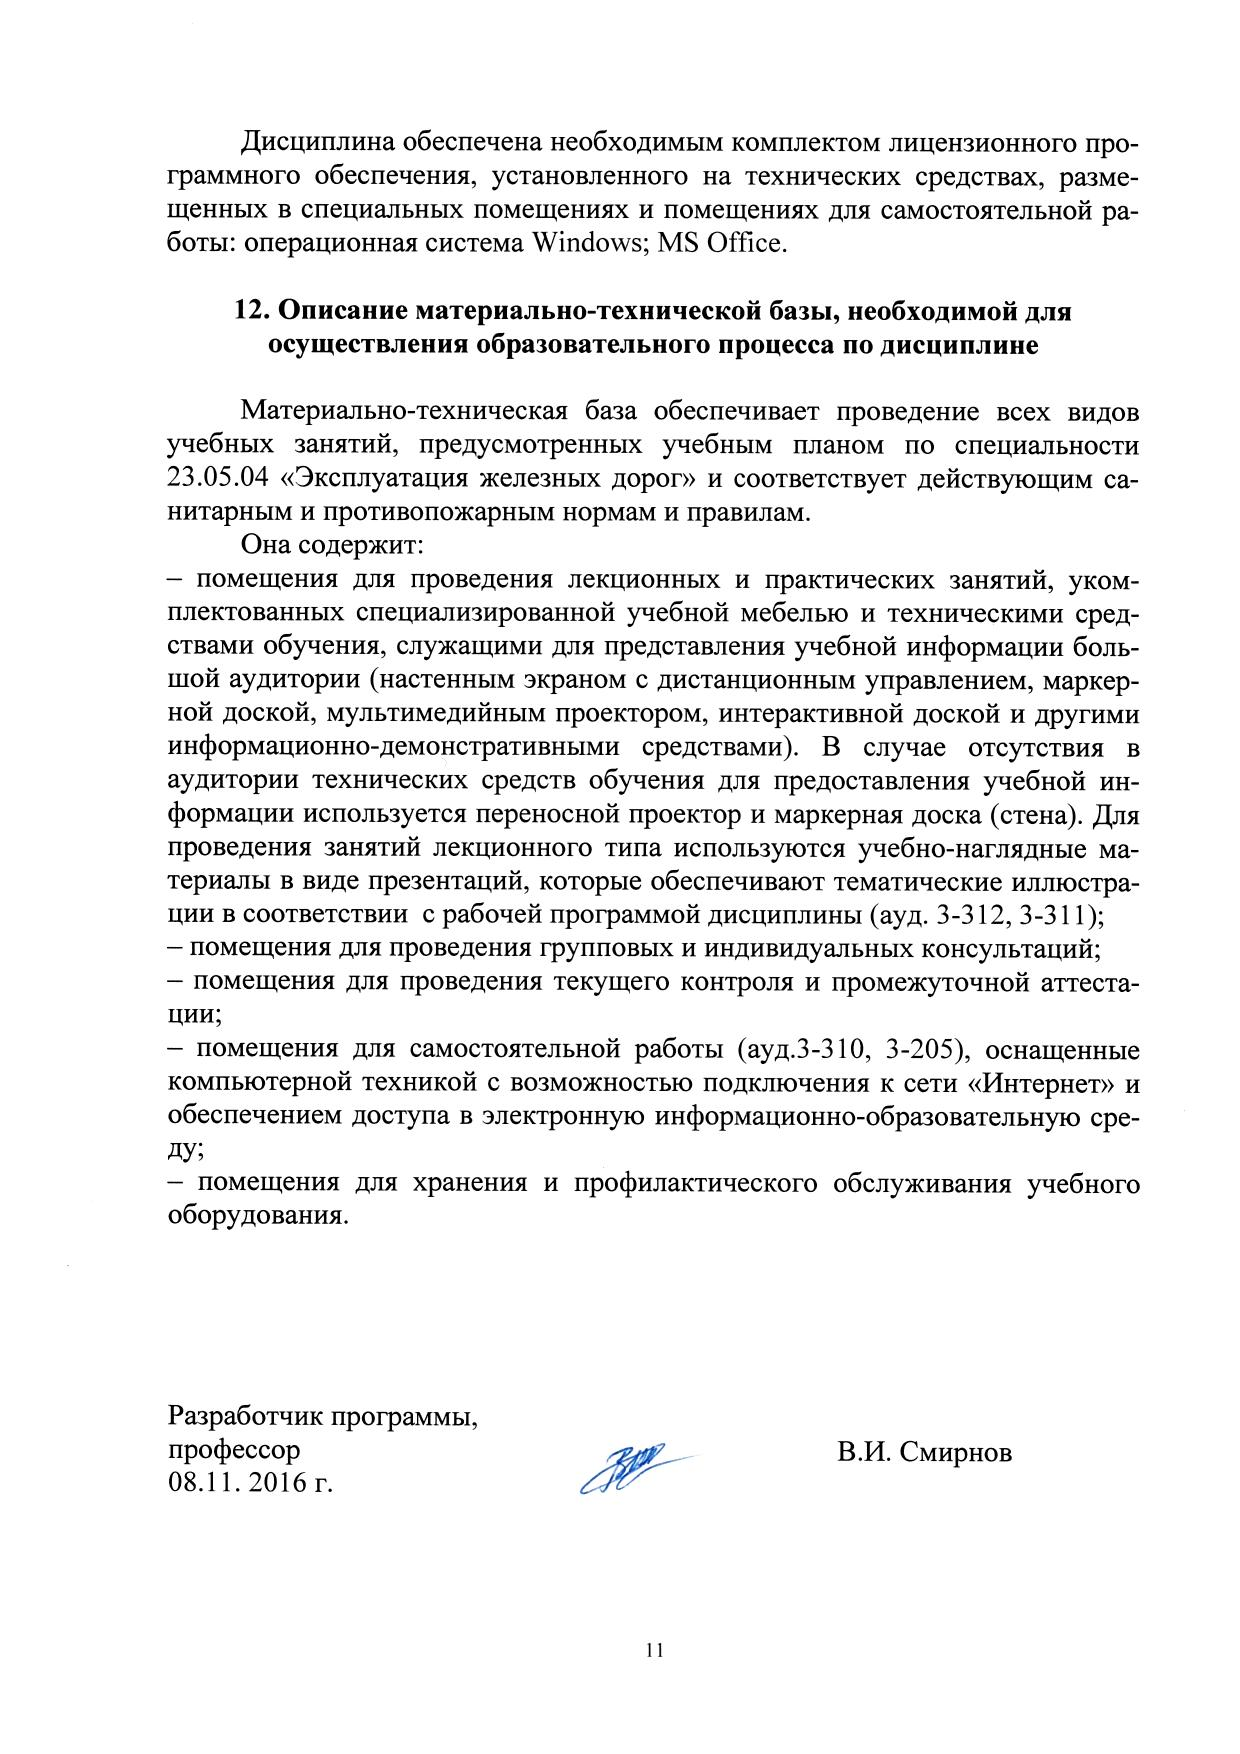 Дисциплина обеспечена необходимым комплектом лицензионного про-
граммного обеспечения, установленного на технических средствах, разме-
щенных в специальных помещениях и помещениях для самостоятельной ра-
боты: операционная система Windows; MS Office.
12. Описание материально-технической базы, необходимой для
осуществления образовательного процесса по дисциплине
Материально-техническая база обеспечивает проведение всех видов
учебных занятий, предусмотренных учебным планом по специальности
23.05.04 «Эксплуатация железных дорог» и соответствует действующим са-
нитарным и противопожарным нормам и правилам.
Она содержит:
– помещения для проведения лекционных и практических занятий, уком-
плектованных специализированной учебной мебелью и техническими сред-
ствами обучения, служащими для представления учебной информации боль-
шой аудитории (настенным экраном с дистанционным управлением, маркер-
ной доской, мультимедийным проектором, интерактивной доской и другими
информационно-демонстративными средствами). В случае отсутствия в
аудитории технических средств обучения для предоставления учебной ин-
формации используется переносной проектор и маркерная доска (стена). Для
проведения занятий лекционного типа используются учебно-наглядные ма-
териалы в виде презентаций, которые обеспечивают тематические иллюстра-
ции в соответствии с рабочей программой дисциплины (ауд. 3-312, 3-311);
– помещения для проведения групповых и индивидуальных консультаций;
– помещения для проведения текущего контроля и промежуточной аттеста-
ции;
– помещения для самостоятельной работы (ауд.3-310, 3-205), оснащенные
компьютерной техникой с возможностью подключения к сети «Интернет» и
обеспечением доступа в электронную информационно-образовательную сре-
ду;
– помещения для хранения и профилактического обслуживания учебного
оборудования.
Разработчик программы,
профессор В.И. Смирнов
08.11. 2016 г.
11